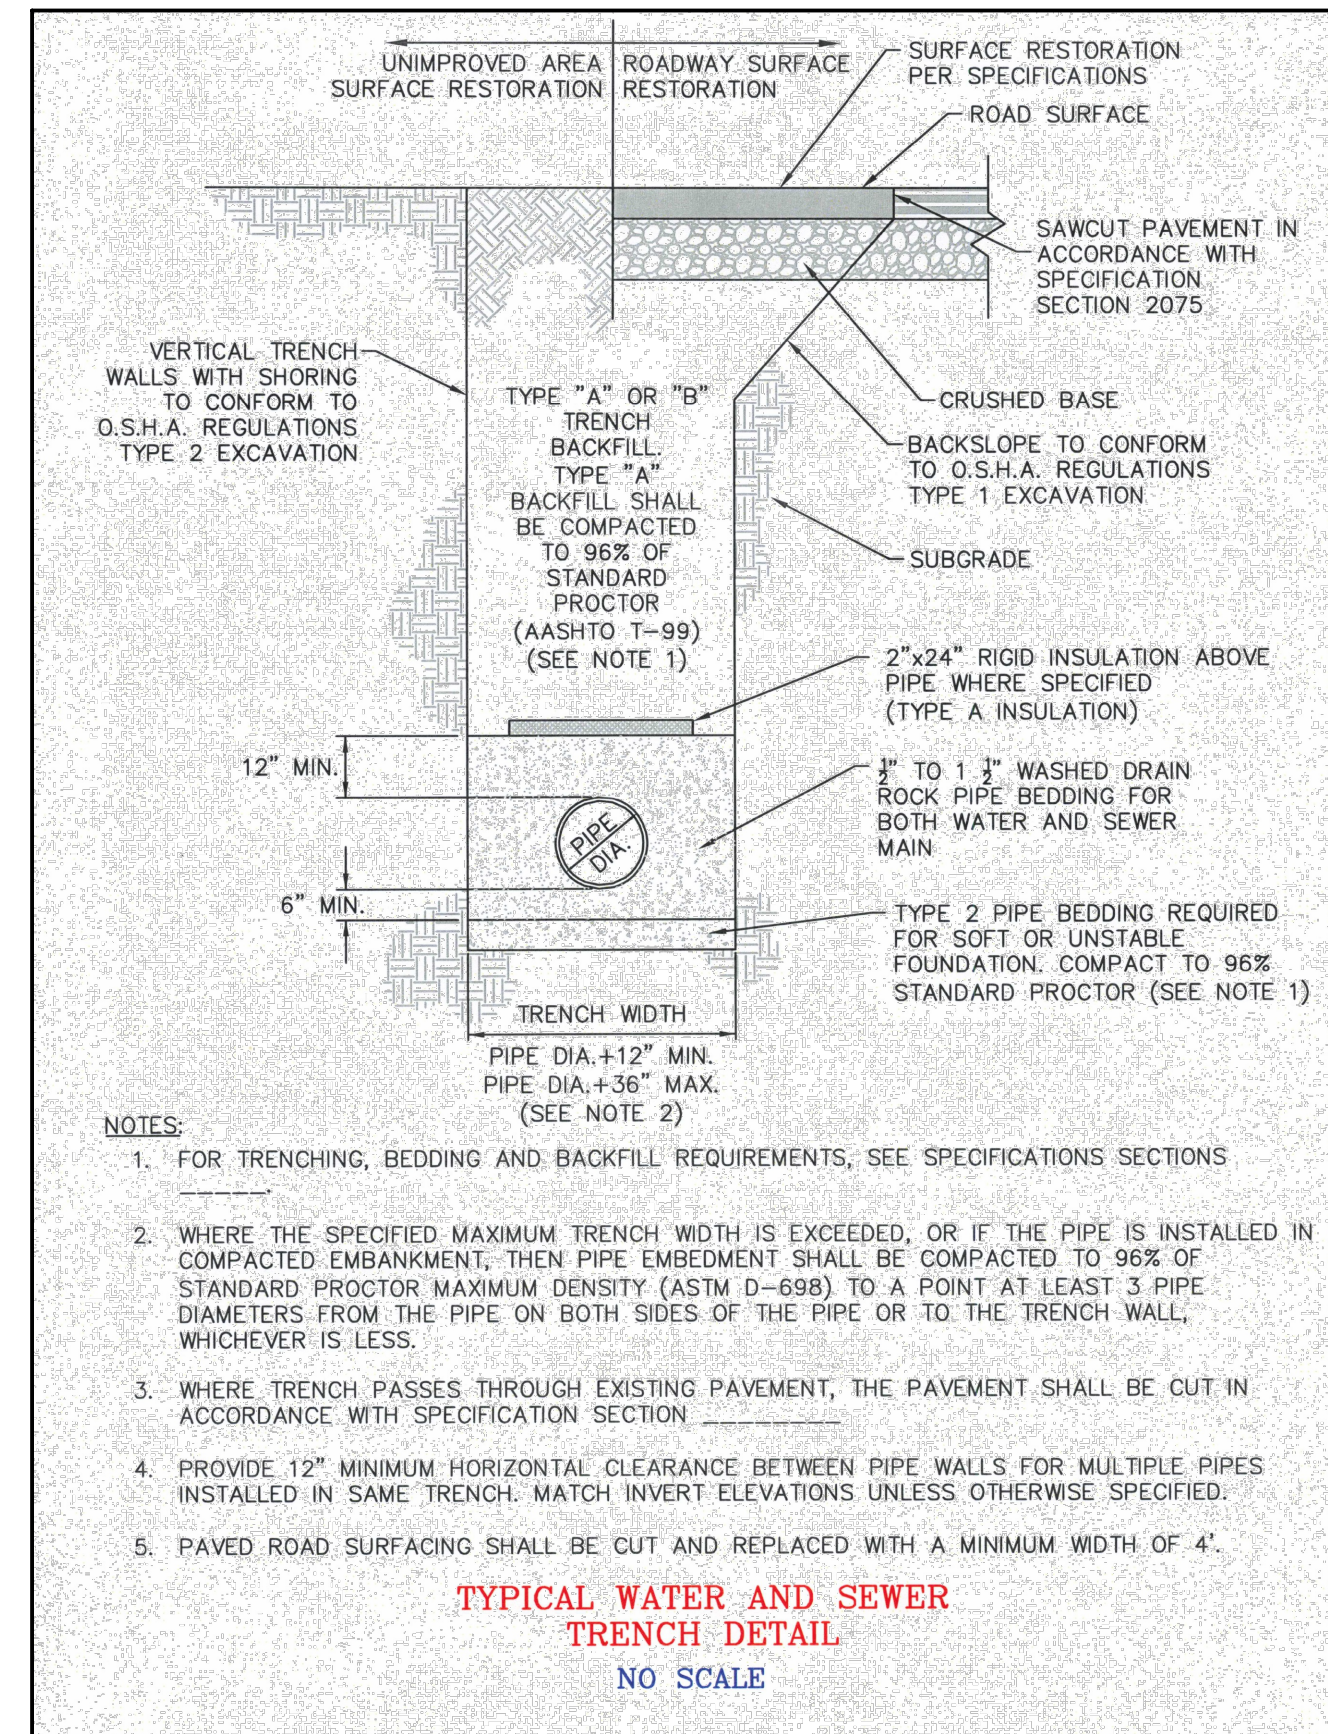 UNIMPROVED AREA
SURFACE RESTORATION
ROADWAY SURFACE
RESTORATION
SURFACE RESTORATION
PER SPECIFICATIONS
ROAD SURFACE
SAWCUT PAVEMENT IN
ACCORDANCE WITH
SPECIFICATION
SECTION 2075
VERTICAL TRENCH
WALLS WITH SHORING
TO CONFORM TO
O.S.H.A. REGULATIONS
TYPE 2 EXCAVATION
TYPE "A" OR "B"
TRENCH
BACKFILL.
TYPE "A"
BACKFILL SHALL
BE COMPACTED
TO 96% OF
STANDARD
PROCTOR
(AASHTO T-99)
(SEE NOTE 1)
CRUSHED BASE
BACKSLOPE TO CONFORM
TO O.S.H.A. REGULATIONS
TYPE 1 EXCAVATION
SUBGRADE
2"x24" RIGID INSULATION ABOVE
PIPE WHERE SPECIFIED
(TYPE A INSULATION)
12" MIN.
½" TO 1 ½" WASHED DRAIN
ROCK PIPE BEDDING FOR
BOTH WATER AND SEWER
MAIN
PIPE
DIA.
6" MIN.
TYPE 2 PIPE BEDDING REQUIRED
FOR SOFT OR UNSTABLE
FOUNDATION. COMPACT TO 96%
STANDARD PROCTOR (SEE NOTE 1)
TRENCH WIDTH
PIPE DIA.+12" MIN.
PIPE DIA.+36" MAX.
(SEE NOTE 2)
NOTES:
1. FOR TRENCHING, BEDDING AND BACKFILL REQUIREMENTS, SEE SPECIFICATIONS SECTIONS
_____.
2. WHERE THE SPECIFIED MAXIMUM TRENCH WIDTH IS EXCEEDED, OR IF THE PIPE IS INSTALLED IN
COMPACTED EMBANKMENT, THEN PIPE EMBEDMENT SHALL BE COMPACTED TO 96% OF
STANDARD PROCTOR MAXIMUM DENSITY (ASTM D-698) TO A POINT AT LEAST 3 PIPE
DIAMETERS FROM THE PIPE ON BOTH SIDES OF THE PIPE OR TO THE TRENCH WALL,
WHICHEVER IS LESS.
3. WHERE TRENCH PASSES THROUGH EXISTING PAVEMENT, THE PAVEMENT SHALL BE CUT IN
ACCORDANCE WITH SPECIFICATION SECTION ________
4. PROVIDE 12" MINIMUM HORIZONTAL CLEARANCE BETWEEN PIPE WALLS FOR MULTIPLE PIPES
INSTALLED IN SAME TRENCH. MATCH INVERT ELEVATIONS UNLESS OTHERWISE SPECIFIED.
5. PAVED ROAD SURFACING SHALL BE CUT AND REPLACED WITH A MINIMUM WIDTH OF 4'.
TYPICAL WATER AND SEWER
TRENCH DETAIL
NO SCALE